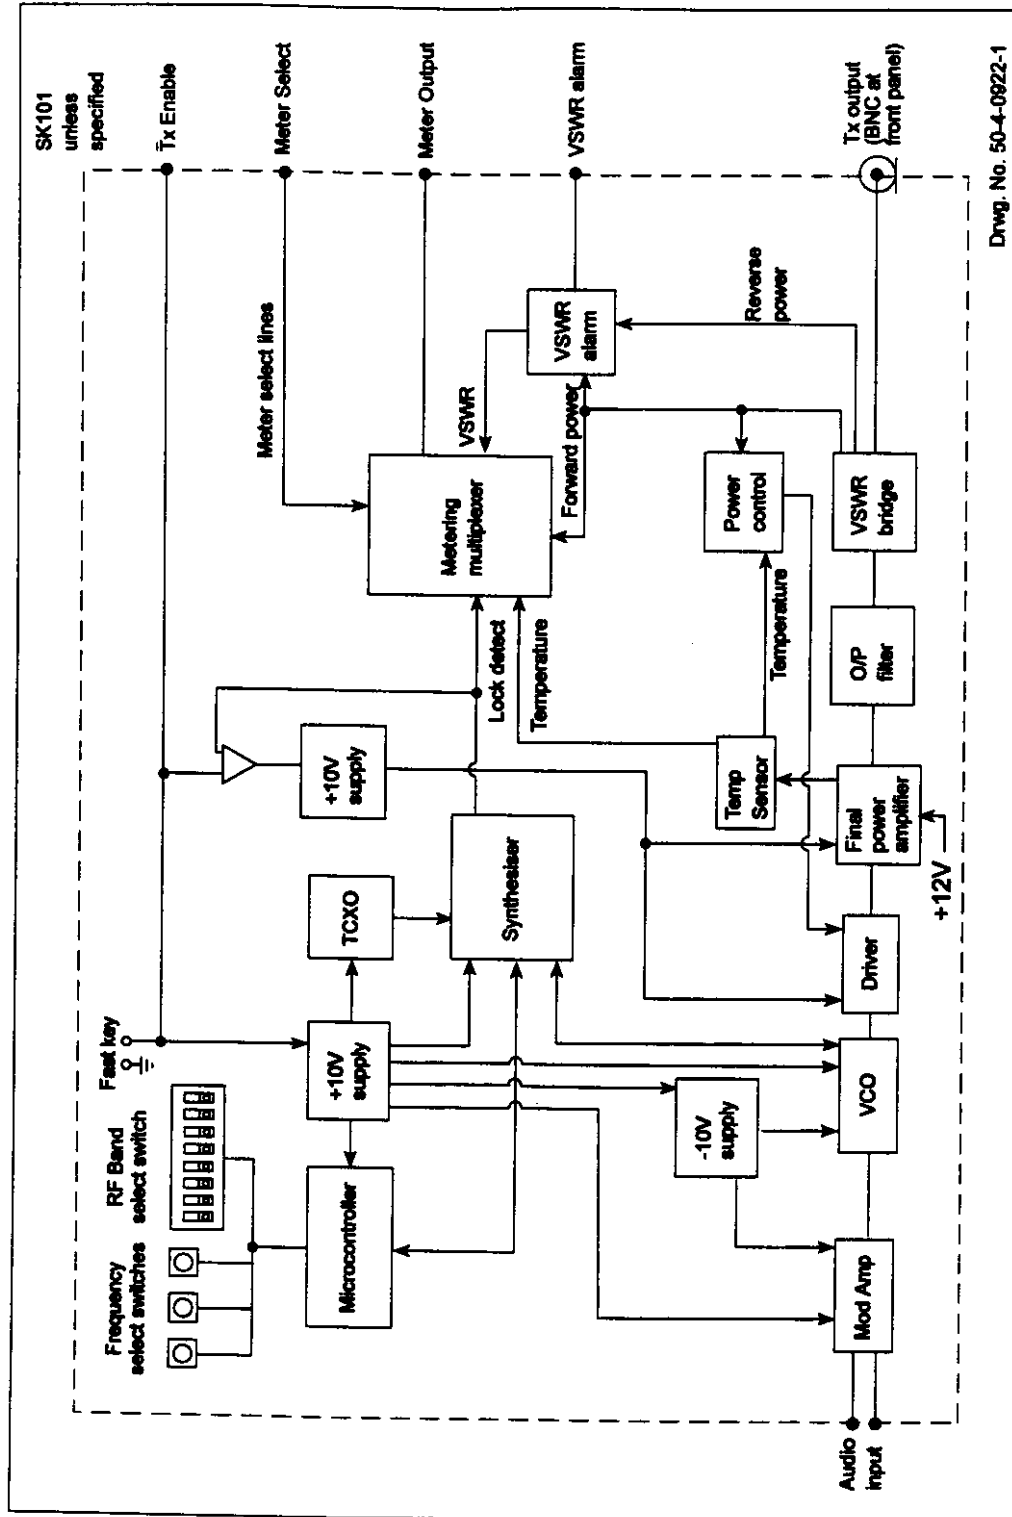 SK101
unless
specified
Tx Enable
Meter Select
Meter Output
VSWR alarm
Tx output
(BNC at
front panel)
Drwg. No. 50-4-0922-1
Fast key
RF Band
select switch
Frequency
select switches
Microcontroller
+10V
supply
TCXO
+10V
supply
Synthesiser
Lock detect
Temperature
Metering
multiplexer
Meter select lines
VSWR
Forward power
VSWR
alarm
Reverse
power
-10V
supply
Temp
Sensor
Temperature
Power
control
Audio
input
Mod Amp
VCO
Driver
Final
power
amplifier
+12V
O/P
filter
VSWR
bridge